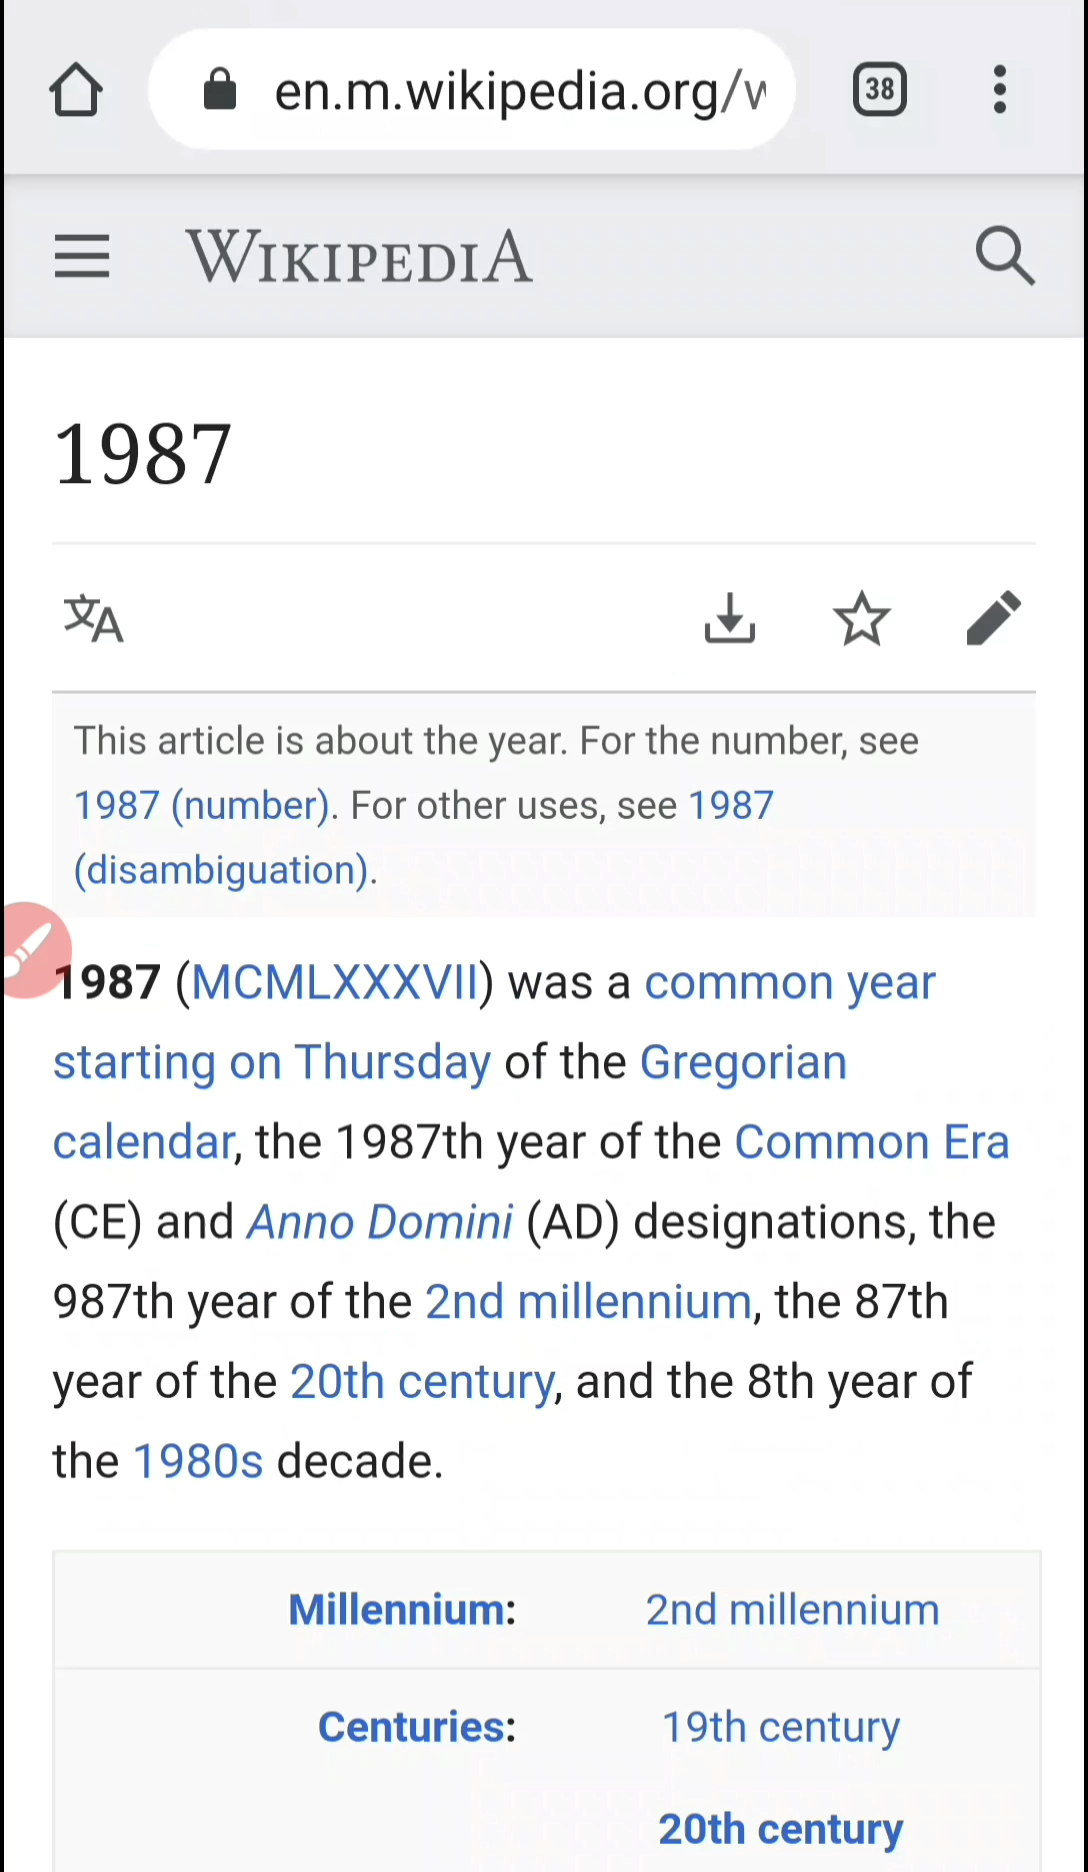 en.m.wikipedia.org/w
38
WIKIPEDIA
1987
This article is about the year. For the number, see
1987 (number). For other uses, see 1987
(disambiguation).
1987 (MCMLXXXVII) was a common year
starting on Thursday of the Gregorian
calendar, the 1987th year of the Common Era
(CE) and Anno Domini (AD) designations, the
987th year of the 2nd millennium, the 87th
year of the 20th century, and the 8th year of
the 1980s decade.
Millennium: 2nd millennium
Centuries: 19th century
20th century